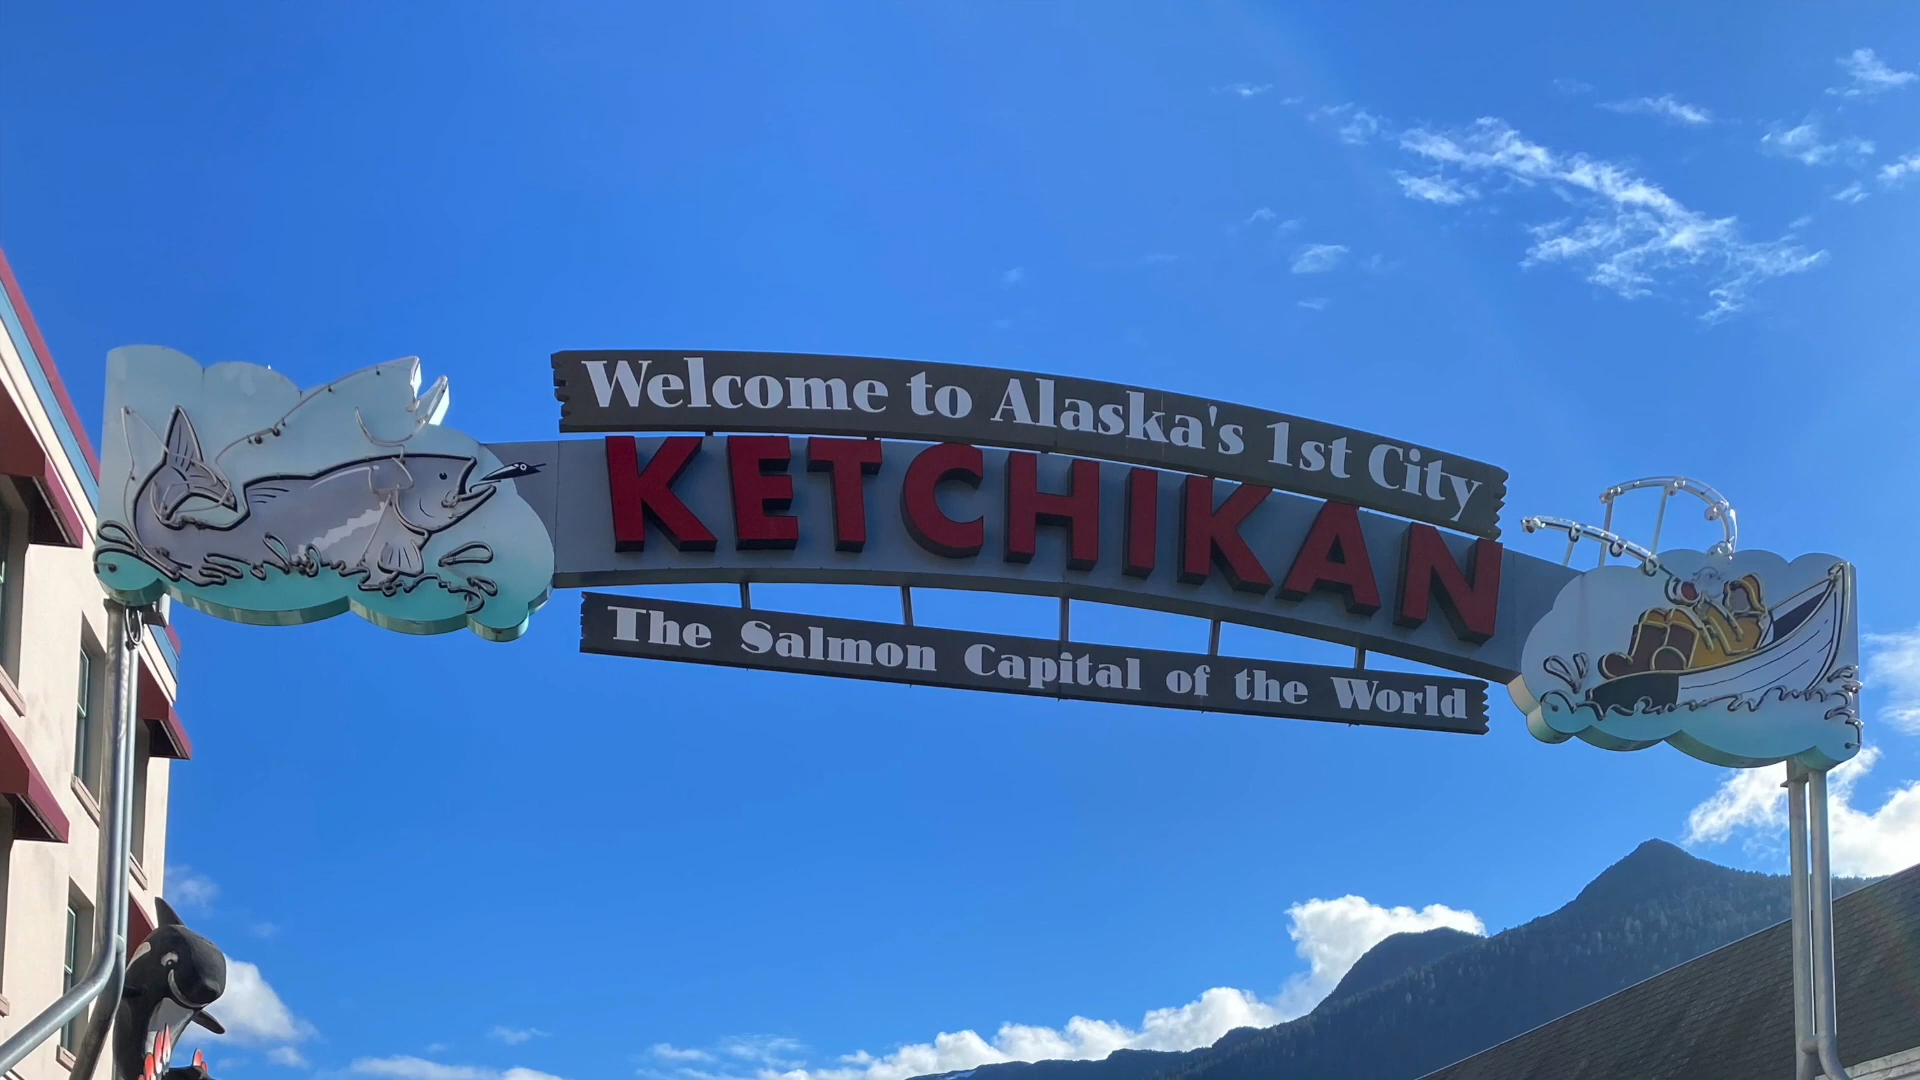 Welcome to Alaska's 1st City
KETCHIKAN
The Salmon Capital of the World